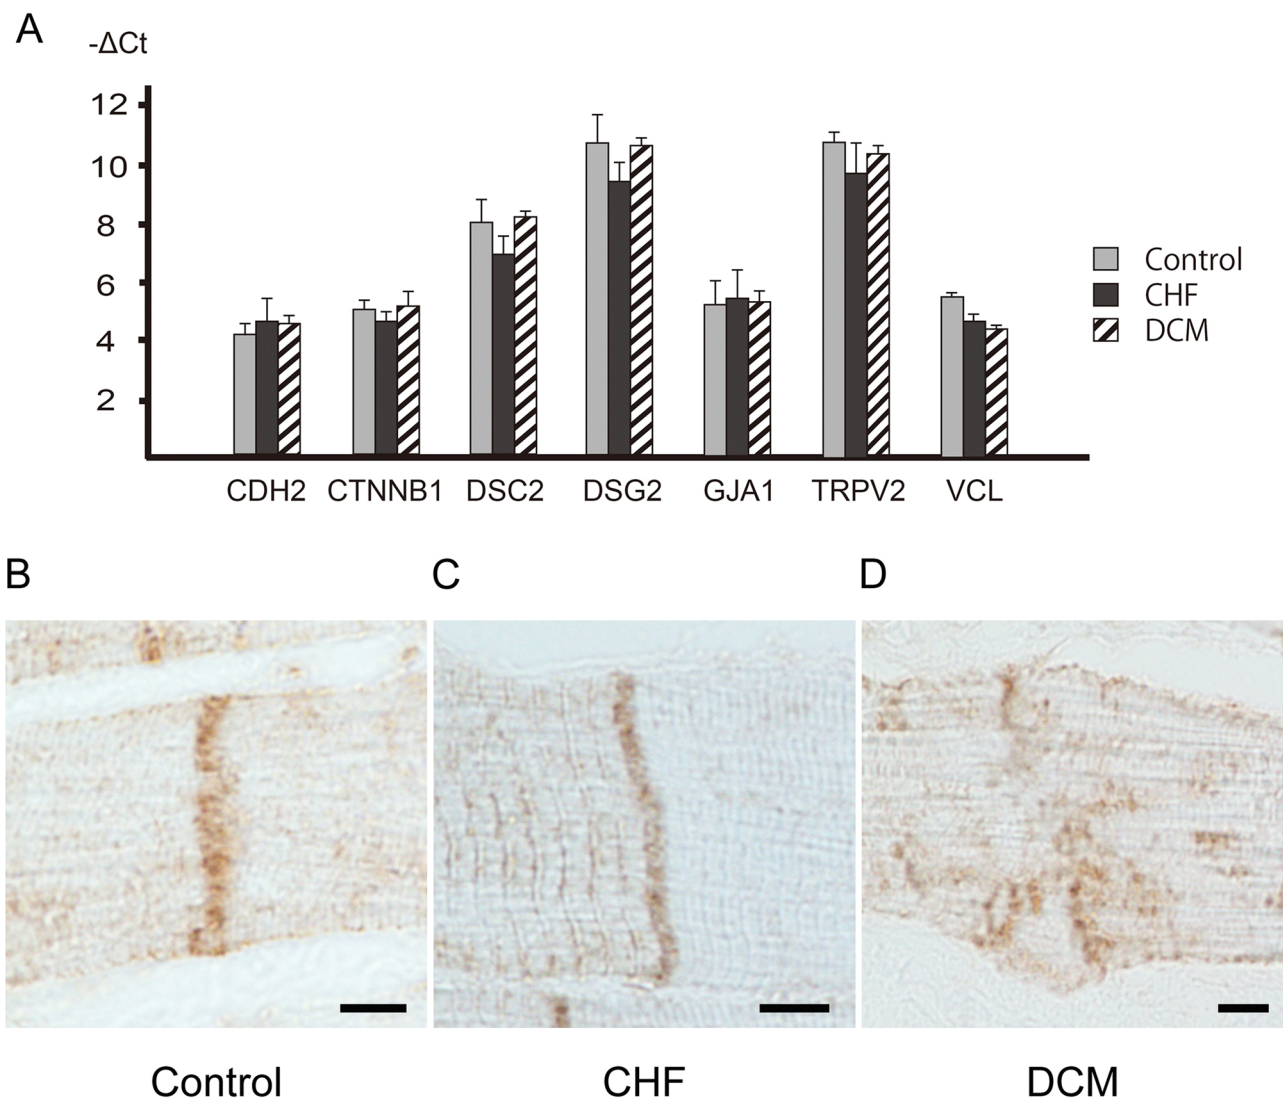 A
-ΔCt
12
10
8
6
4
2
CDH2 CTNNB1 DSC2 DSG2 GJA1 TRPV2 VCL
Control
CHF
DCM
B C D
Control CHF DCM